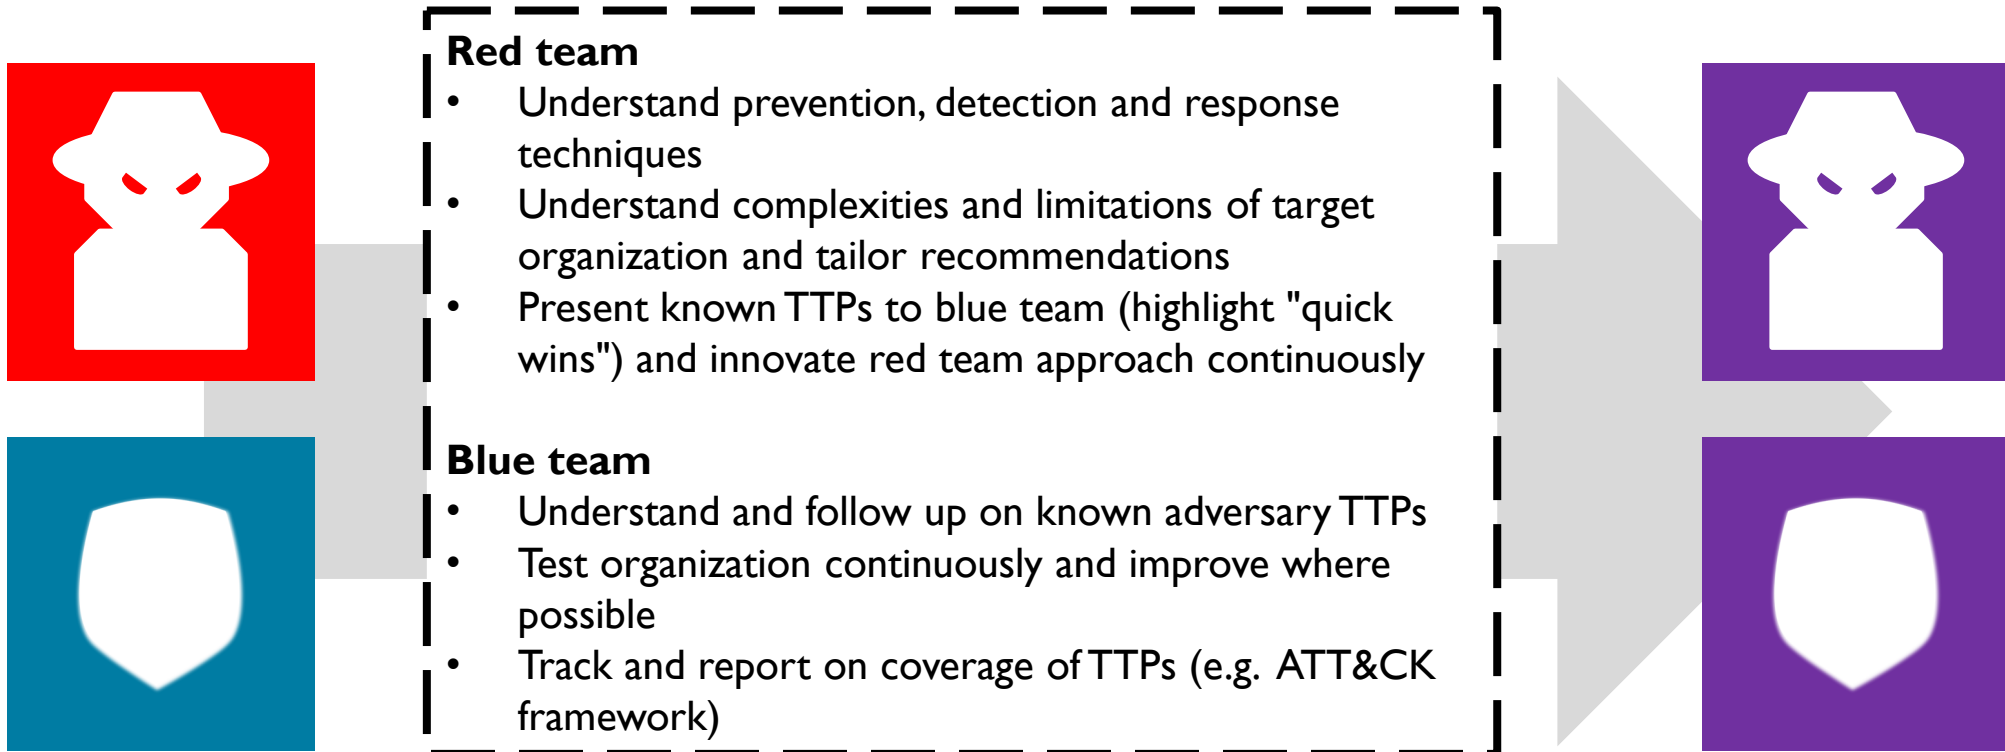 Red team
• Understand prevention, detection and response
techniques
• Understand complexities and limitations of target
organization and tailor recommendations
• Present known TTPs to blue team (highlight "quick
wins") and innovate red team approach continuously
Blue team
• Understand and follow up on known adversary TTPs
• Test organization continuously and improve where
possible
• Track and report on coverage of TTPs (e.g. ATT&CK
framework)